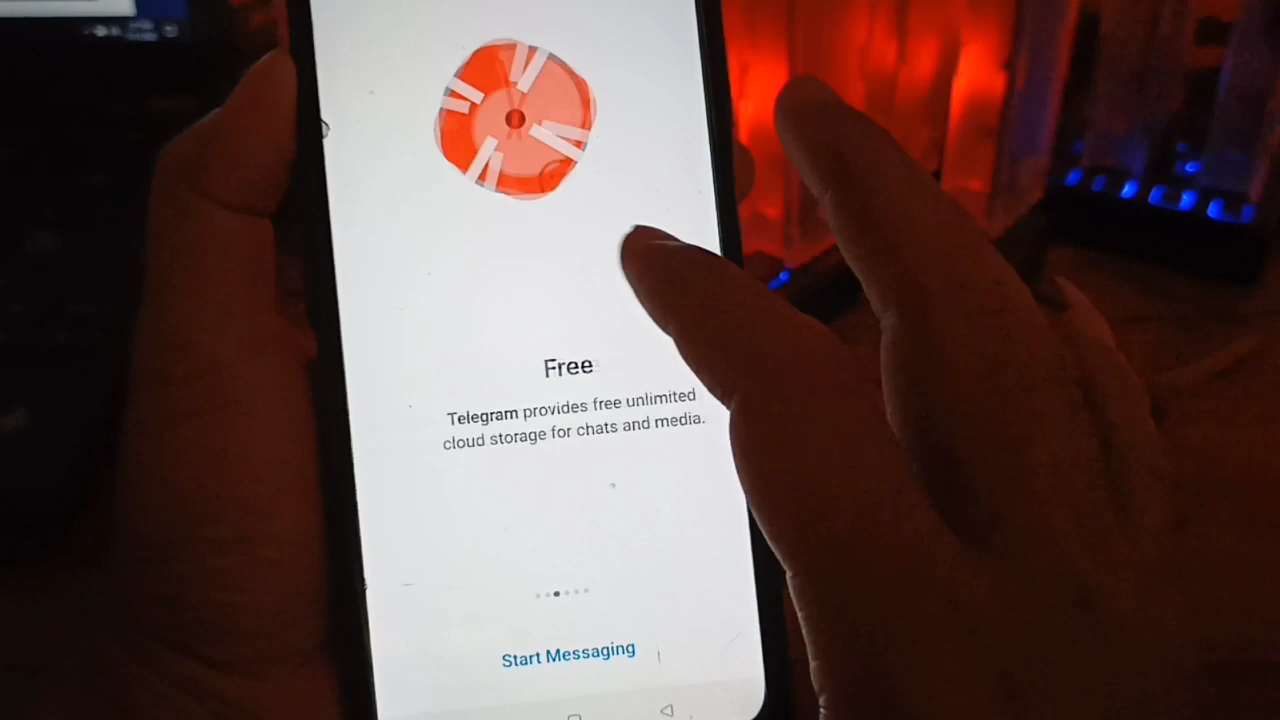 Free
Telegram provides free unlimited
cloud storage for chats and media.
Start Messaging